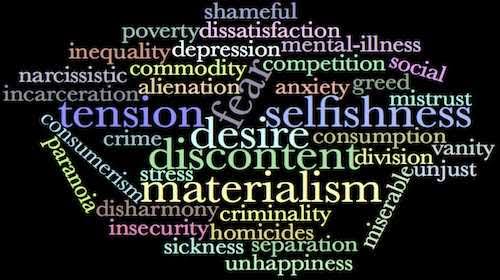 shameful
poverty dissatisfaction
inequality depression mental-illness
narcissistic commodity competition social
incarceration alienation fear anxiety greed
tension selfishness mistrust
crime desire consumption
consumerism discontent division vanity
paranoia stress unjust
materialism miserable
disharmony criminality
insecurity homicides
sickness separation
unhappiness